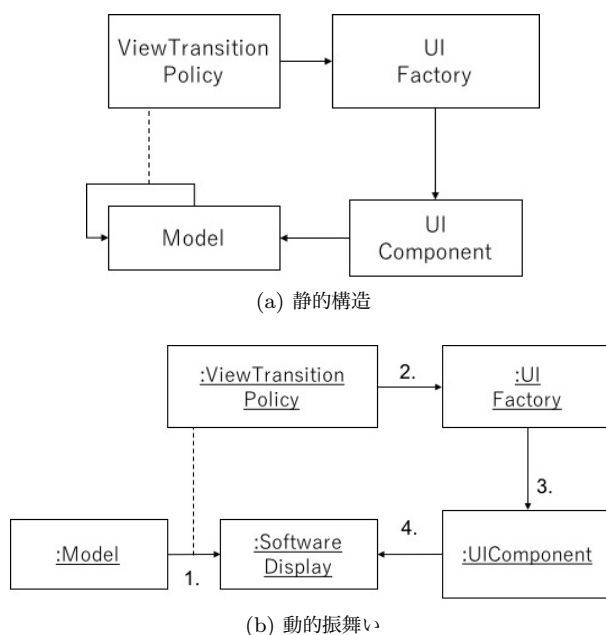 ViewTransition
Policy
UI
Factory
Model
UI
Component
(a) 静的構造
:ViewTransition
Policy
2.
:UI
Factory
3.
:Model
1.
:Software
Display
4.
:UIComponent
(b) 動的振舞い